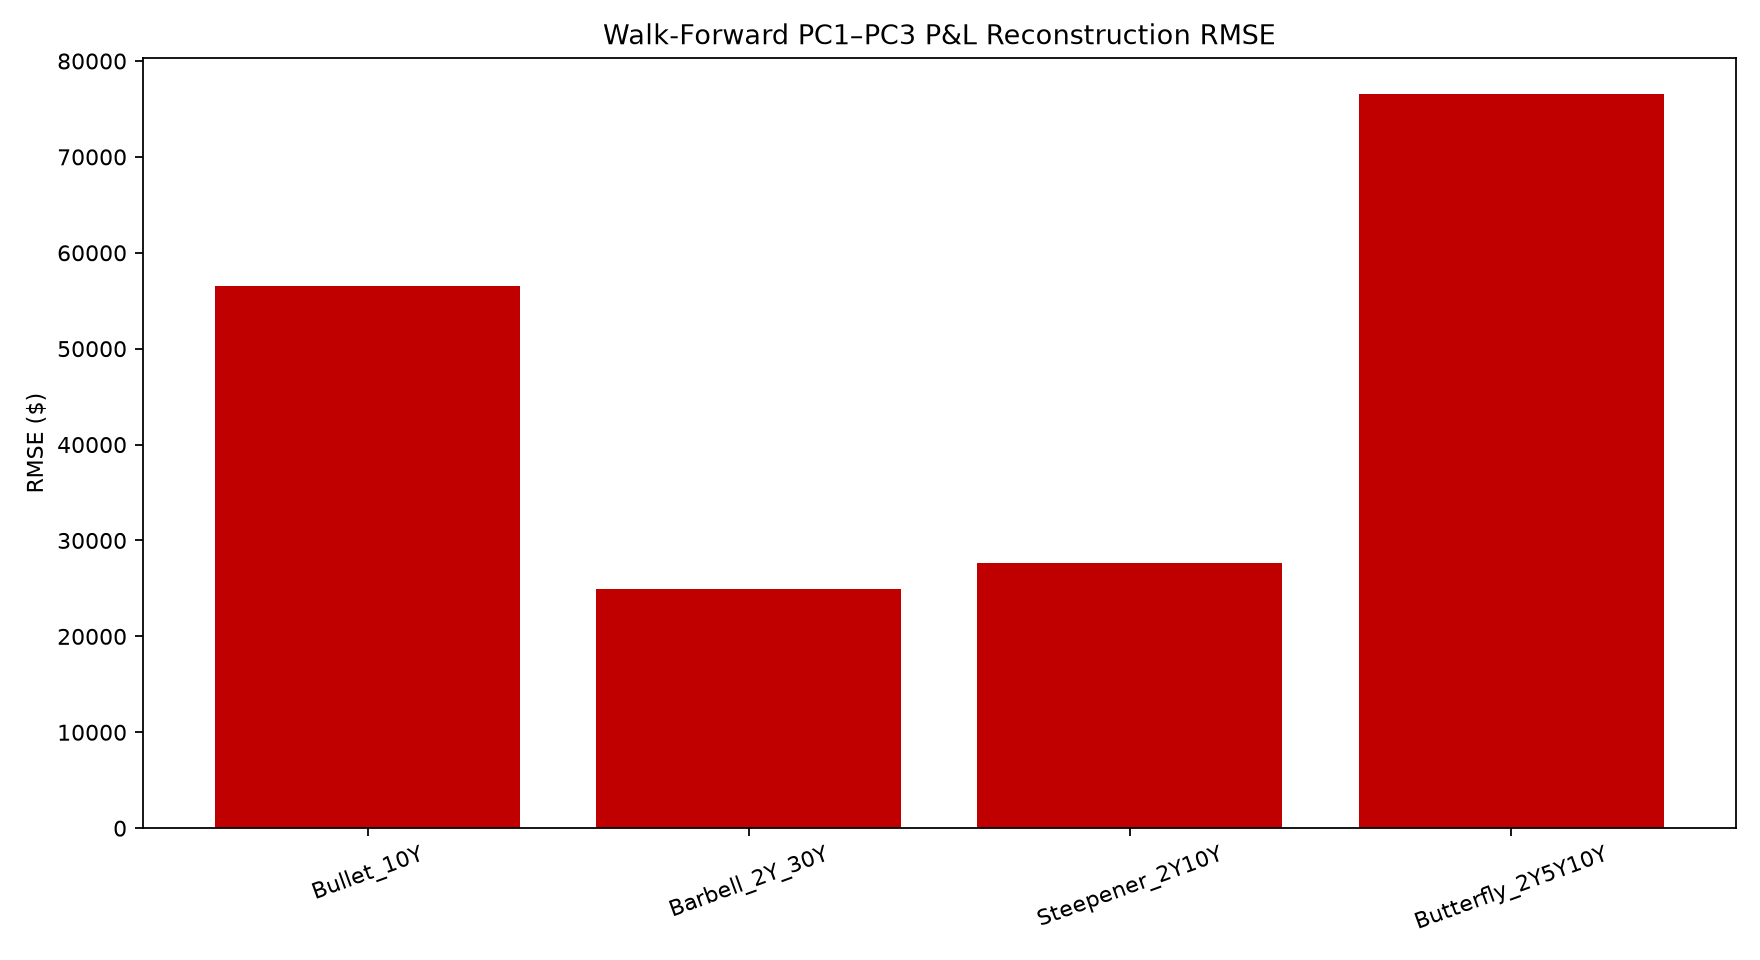 Walk-Forward PC1–PC3 P&L Reconstruction RMSE
RMSE ($)
80000
70000
60000
50000
40000
30000
20000
10000
0
Bullet_10Y
Barbell_2Y_30Y
Steepener_2Y10Y
Butterfly_2Y5Y10Y